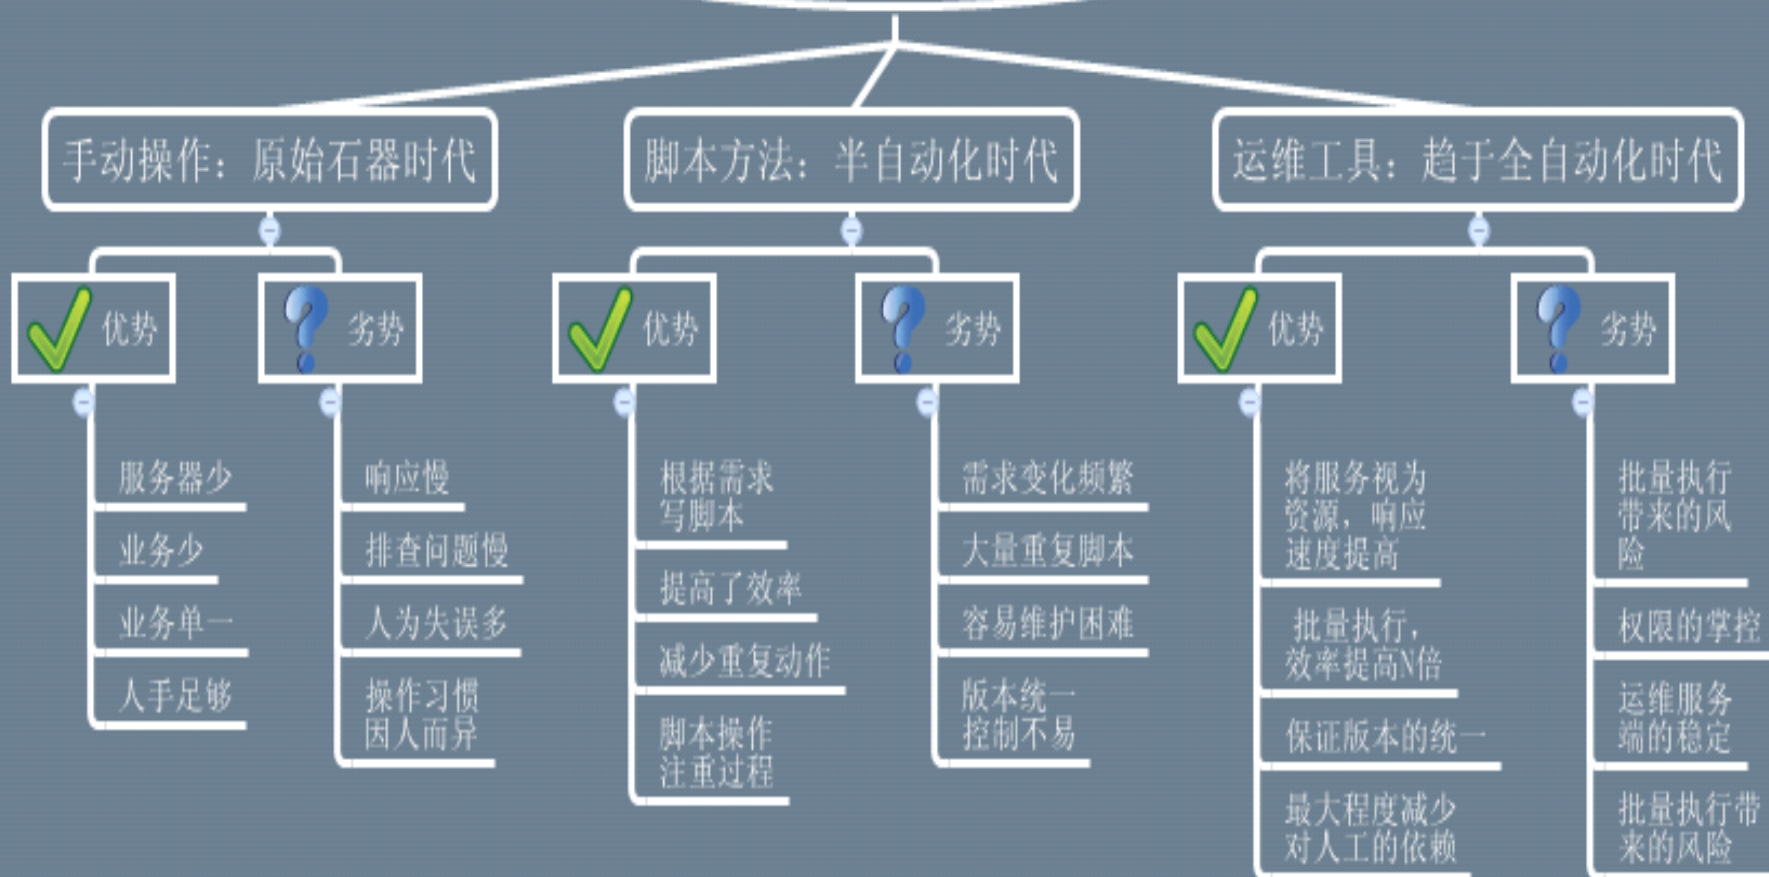 手动操作：原始石器时代
优势
服务器少
业务少
业务单一
人手足够
劣势
响应慢
排查问题慢
人为失误多
操作习惯
因人而异
脚本方法：半自动化时代
优势
根据需求
写脚本
提高了效率
减少重复动作
脚本操作
注重过程
劣势
需求变化频繁
大量重复脚本
容易维护困难
版本统一
控制不易
运维工具：趋于全自动化时代
优势
将服务视为
资源，响应
速度提高
批量执行，
效率提高N倍
保证版本的统一
最大程度减少
对人工的依赖
劣势
批量执行
带来的风
险
权限的掌控
运维服务
端的稳定
批量执行带
来的风险